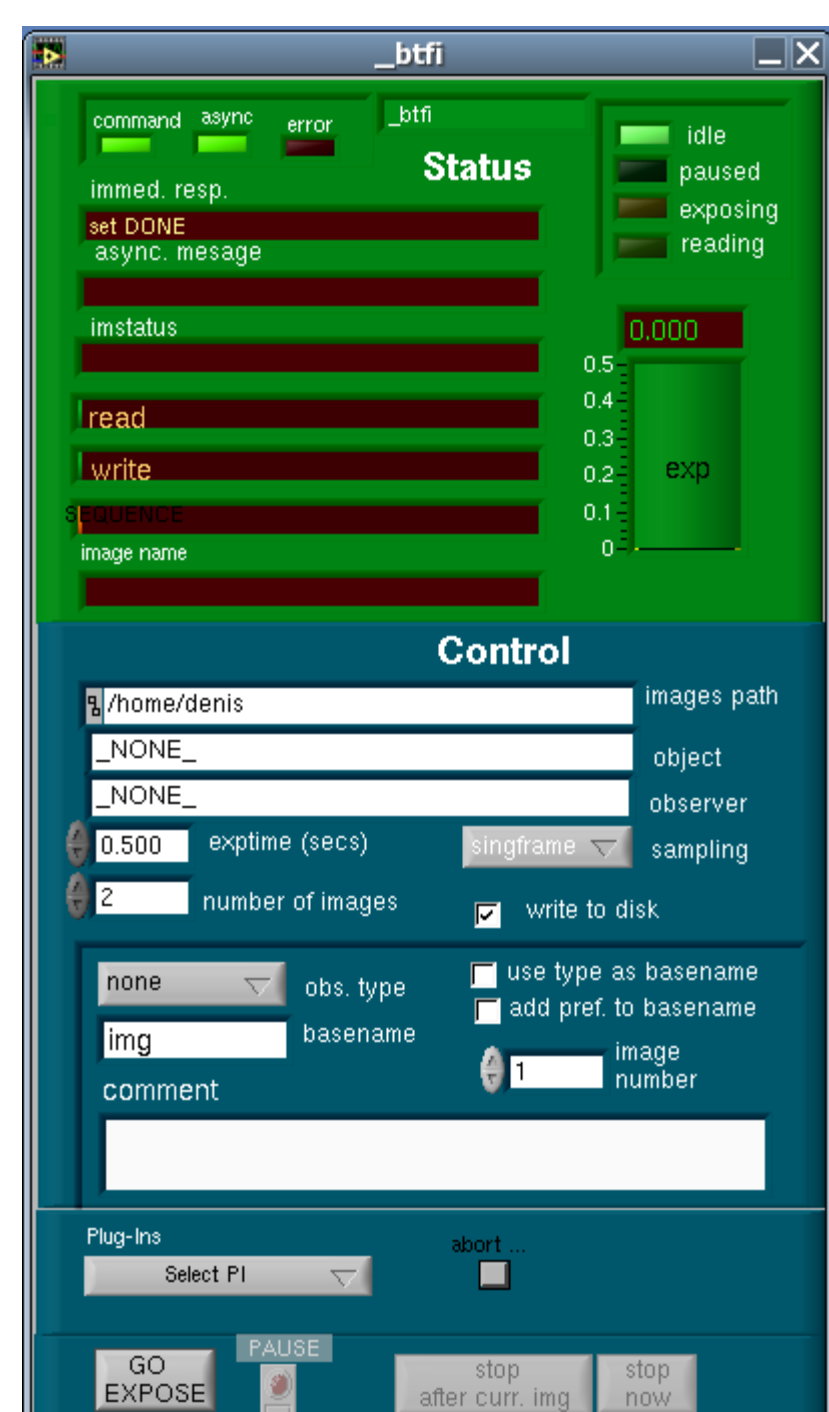 _btfi
command async error
_btfi
Status
idle
paused
exposing
reading
immed. resp.
set DONE
async. mesage
imstatus
0.000
0.5
0.4
0.3
0.2
0.1
0
exp
read
write
SEQUENCE
image name
Control
/home/denis
images path
_NONE_
object
_NONE_
observer
0.500 exptime (secs)
singframe sampling
2 number of images
write to disk
none obs. type
use type as basename
add pref. to basename
img basename
1 image
number
comment
Plug-Ins
Select PI
abort ...
GO
EXPOSE
PAUSE
stop
after curr. img
stop
now